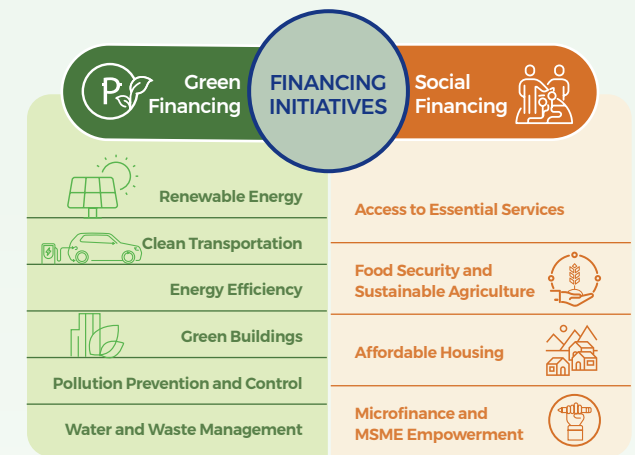 Green
Financing
FINANCING
INITIATIVES
Social
Financing
Renewable Energy
Clean Transportation
Energy Efficiency
Green Buildings
Pollution Prevention and Control
Water and Waste Management
Access to Essential Services
Food Security and
Sustainable Agriculture
Affordable Housing
Microfinance and
MSME Empowerment